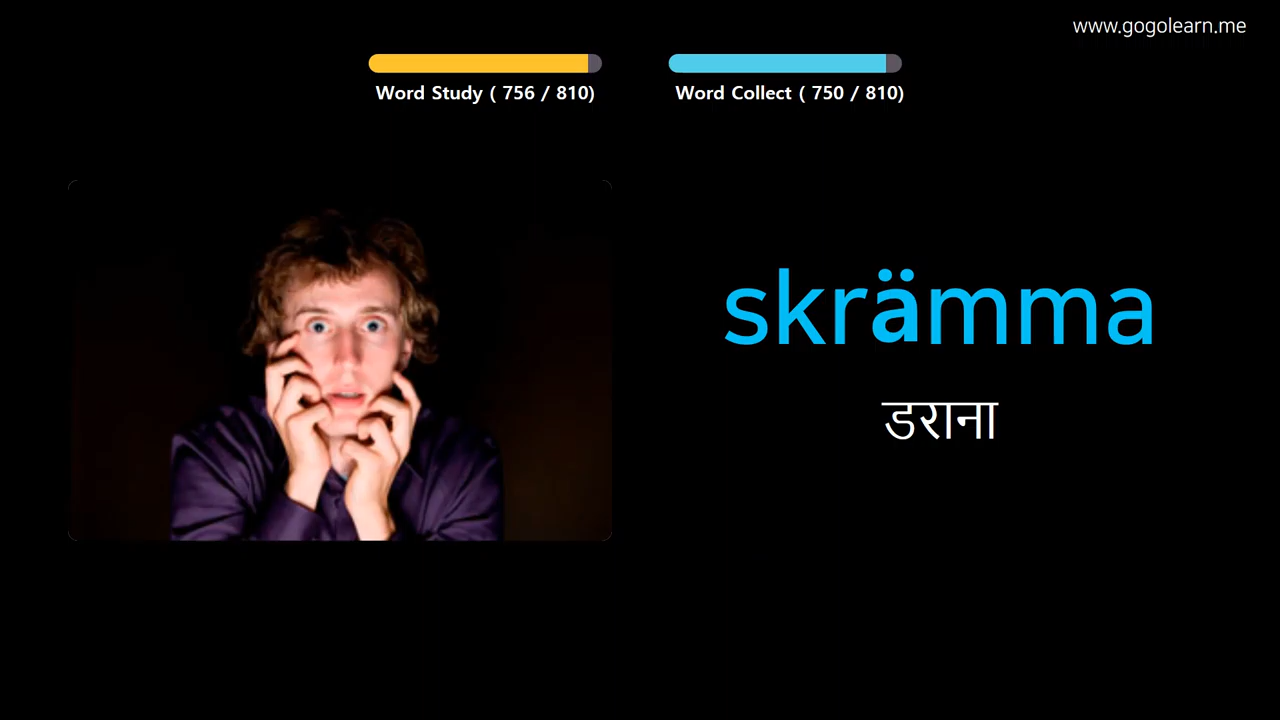 www.gogolearn.me
Word Study ( 756 / 810)
Word Collect ( 750 / 810)
skrämma
डराना